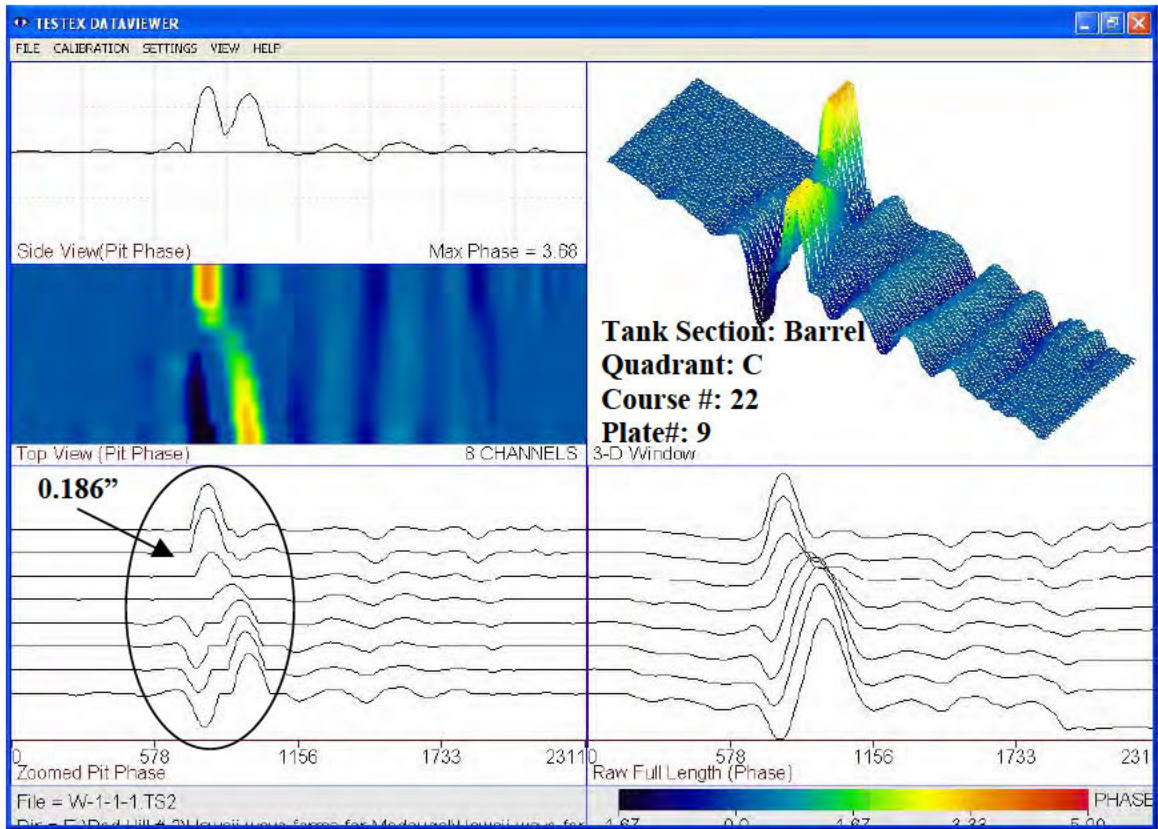 TESTEX DATAVIEWER
FILE CALIBRATION SETTINGS VIEW HELP
Side View(Pit Phase) Max Phase = 3.68
Top View (Pit Phase) 8 CHANNELS
Tank Section: Barrel
Quadrant: C
Course #: 22
Plate#: 9
3-D Window
0.186”
0 578 1156 1733 2311
Zoomed Pit Phase
0 578 1156 1733 231
Raw Full Length (Phase)
File = W-1-1-1.TS2
PHASE
1.67 0.0 1.67 3.33 5.00